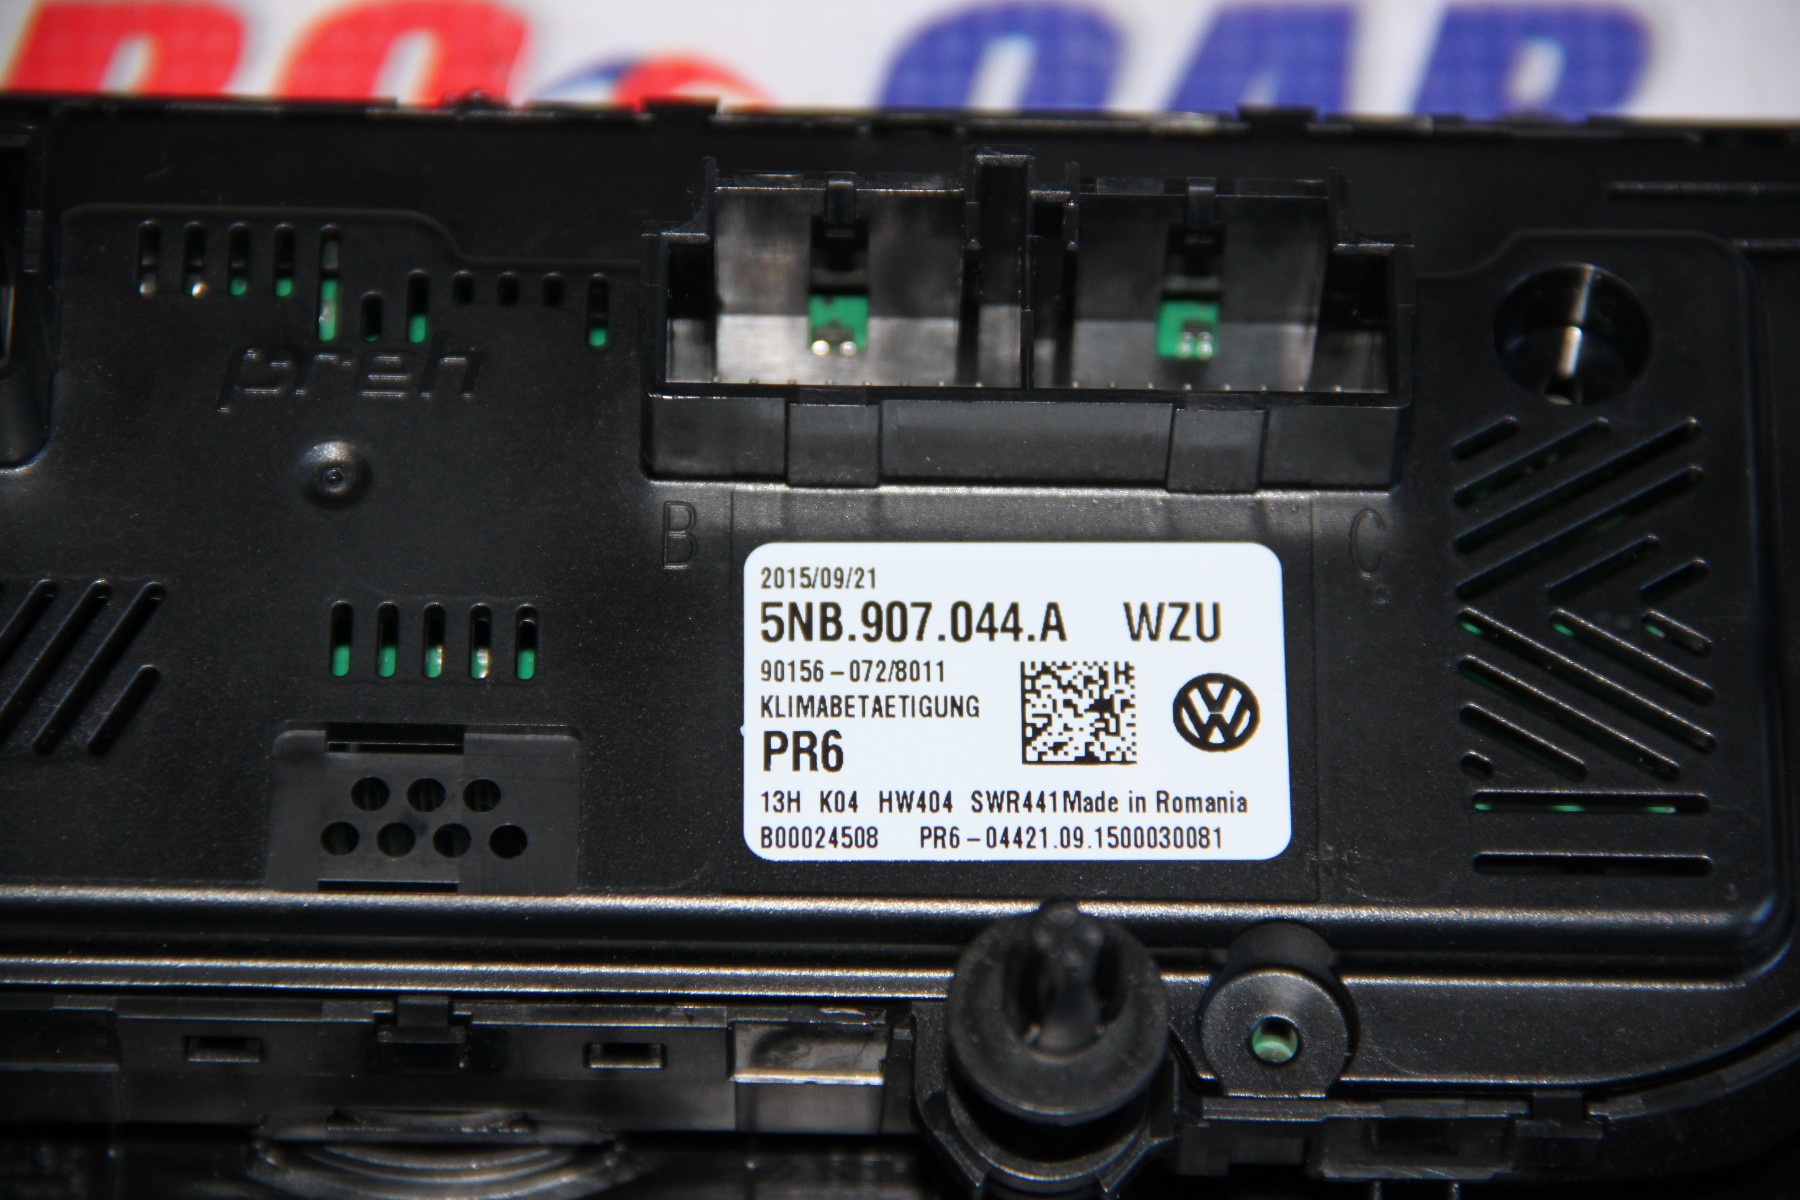 preh
B
C
2015/09/21
5NB.907.044.A WZU
90156-072/8011
KLIMABETAETIGUNG
PR6
13H K04 HW404 SWR441 Made in Romania
B00024508 PR6-04421.09.1500030081